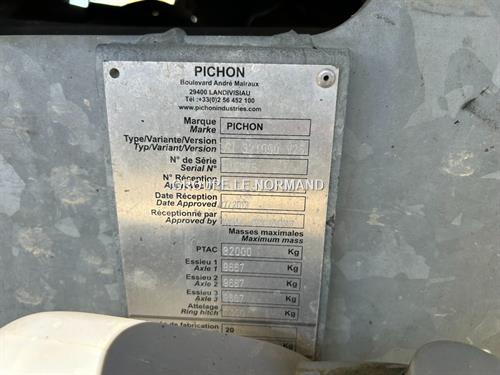 PICHON
Boulevard André Malraux
29400 LANDIVISIAU
Tél :+33(0)2 56 452 100
www.pichonindustries.com
Marque PICHON
Marke
Type/Variante/Version
Typ/Variant/Version
N° de Série
Serial N°
N° Réception
GROUPE LE NORMAND
Date Réception
Date Approved
Réceptionné par
Approved by
Masses maximales
Maximum mass
PTAC 32000 Kg
Essieu 1
Axle 1 Kg
Essieu 2
Axle 2 Kg
Essieu 3
Axle 3 Kg
Attelage
Ring hitch Kg
de fabrication 20